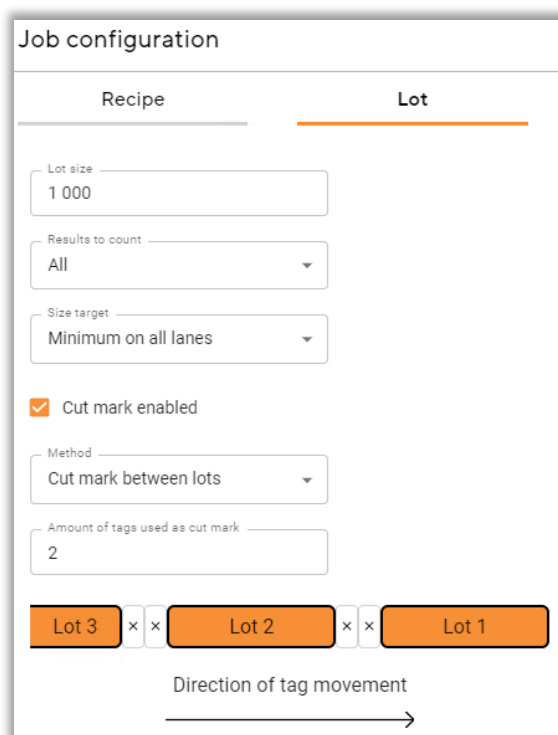 Job configuration
Recipe Lot
Lot size
1 000
Results to count
All
Size target
Minimum on all lanes
Cut mark enabled
Method
Cut mark between lots
Amount of tags used as cut mark
2
Lot 3 × × Lot 2 × × Lot 1
Direction of tag movement